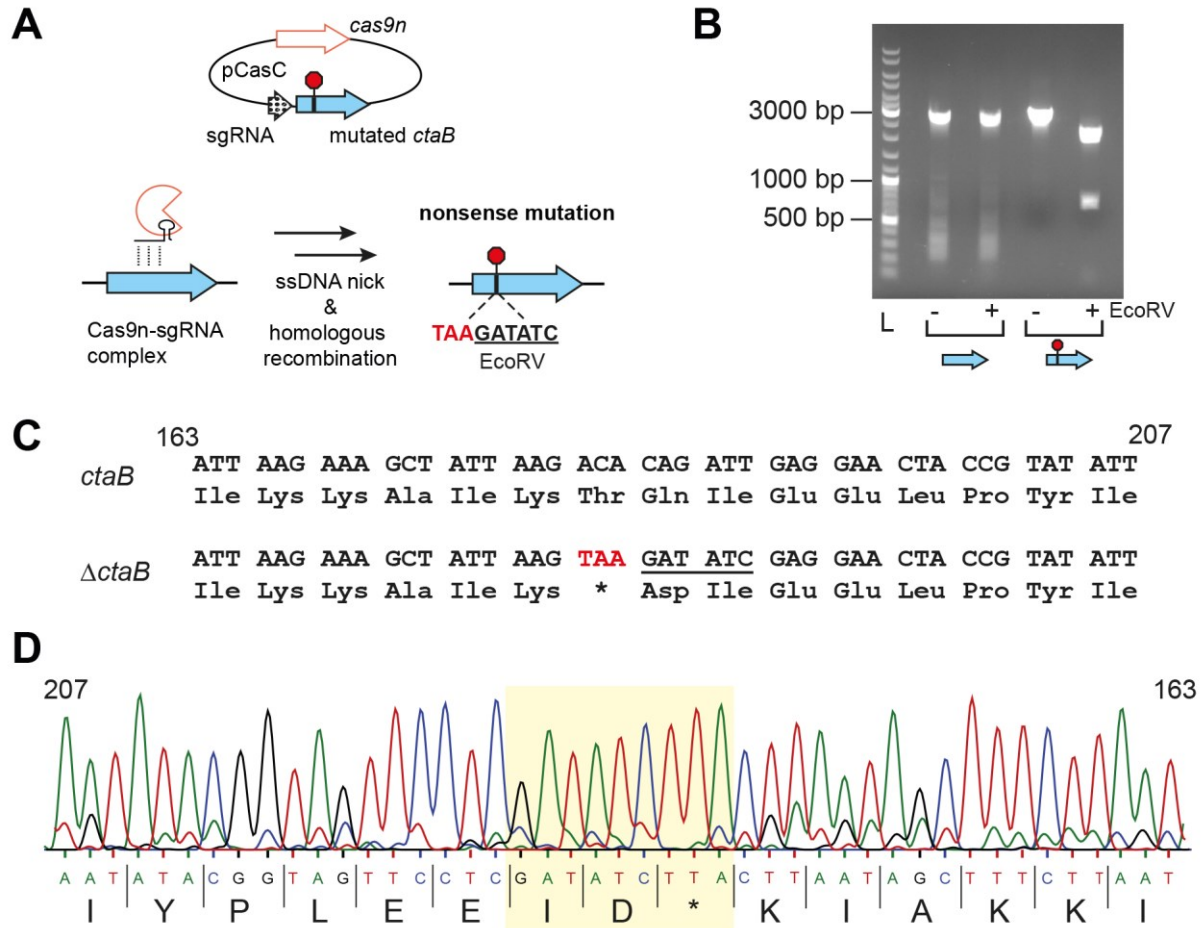 A
cas9n
pCasC
sgRNA
mutated ctaB
nonsense mutation
Cas9n-sgRNA
complex
ssDNA nick
&
homologous
recombination
TAAGATATC
EcoRV
B
3000 bp
1000 bp
500 bp
L
- + - + EcoRV
C
163 207
ctaB
ATT AAG AAA GCT ATT AAG ACA CAG ATT GAG GAA CTA CCG TAT ATT
Ile Lys Lys Ala Ile Lys Thr Gln Ile Glu Glu Leu Pro Tyr Ile
ΔctaB
ATT AAG AAA GCT ATT AAG TAA GAT ATC GAG GAA CTA CCG TAT ATT
Ile Lys Lys Ala Ile Lys * Asp Ile Glu Glu Leu Pro Tyr Ile
D
207 163
A A T A T A C G G T A G T T C C T C G A T A T C T T A C T T A A T A G C T T T C T T A A T
I Y P L E E I D * K I A K K I